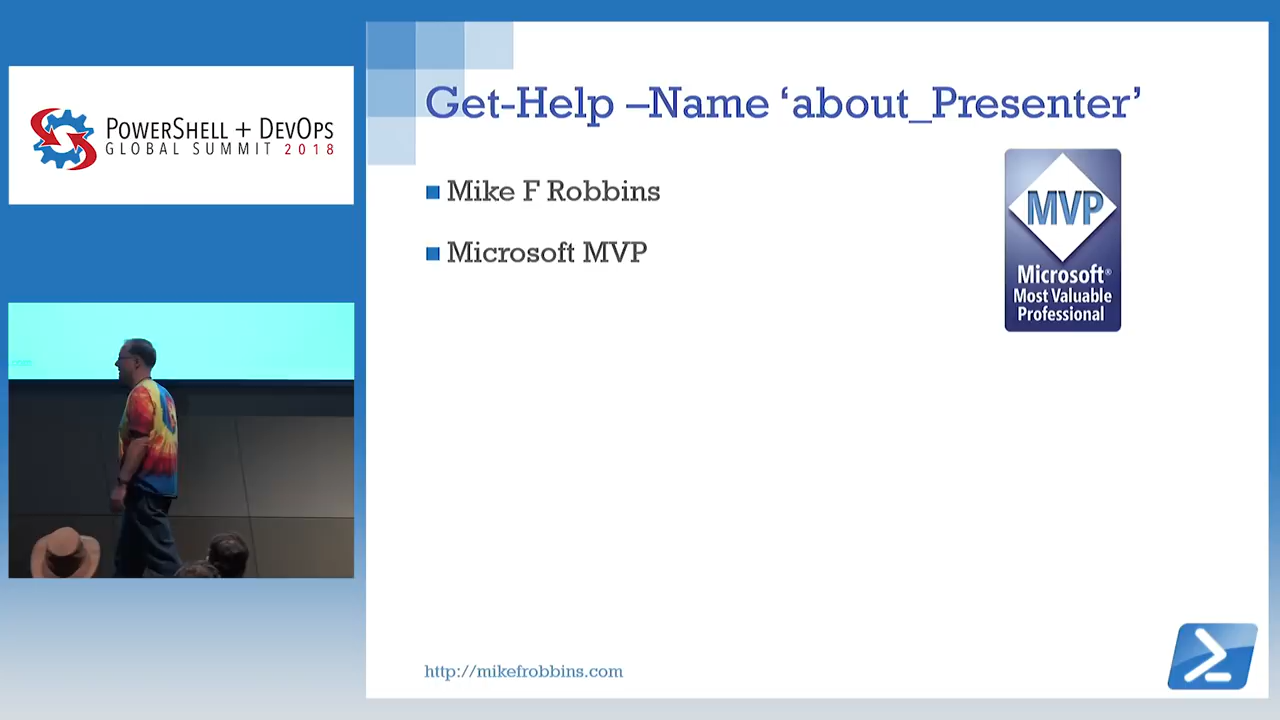 POWERSHELL + DEVOPS
GLOBAL SUMMIT 2018
Get-Help –Name ‘about_Presenter’
Mike F Robbins
Microsoft MVP
MVP
Microsoft®
Most Valuable
Professional
http://mikefrobbins.com